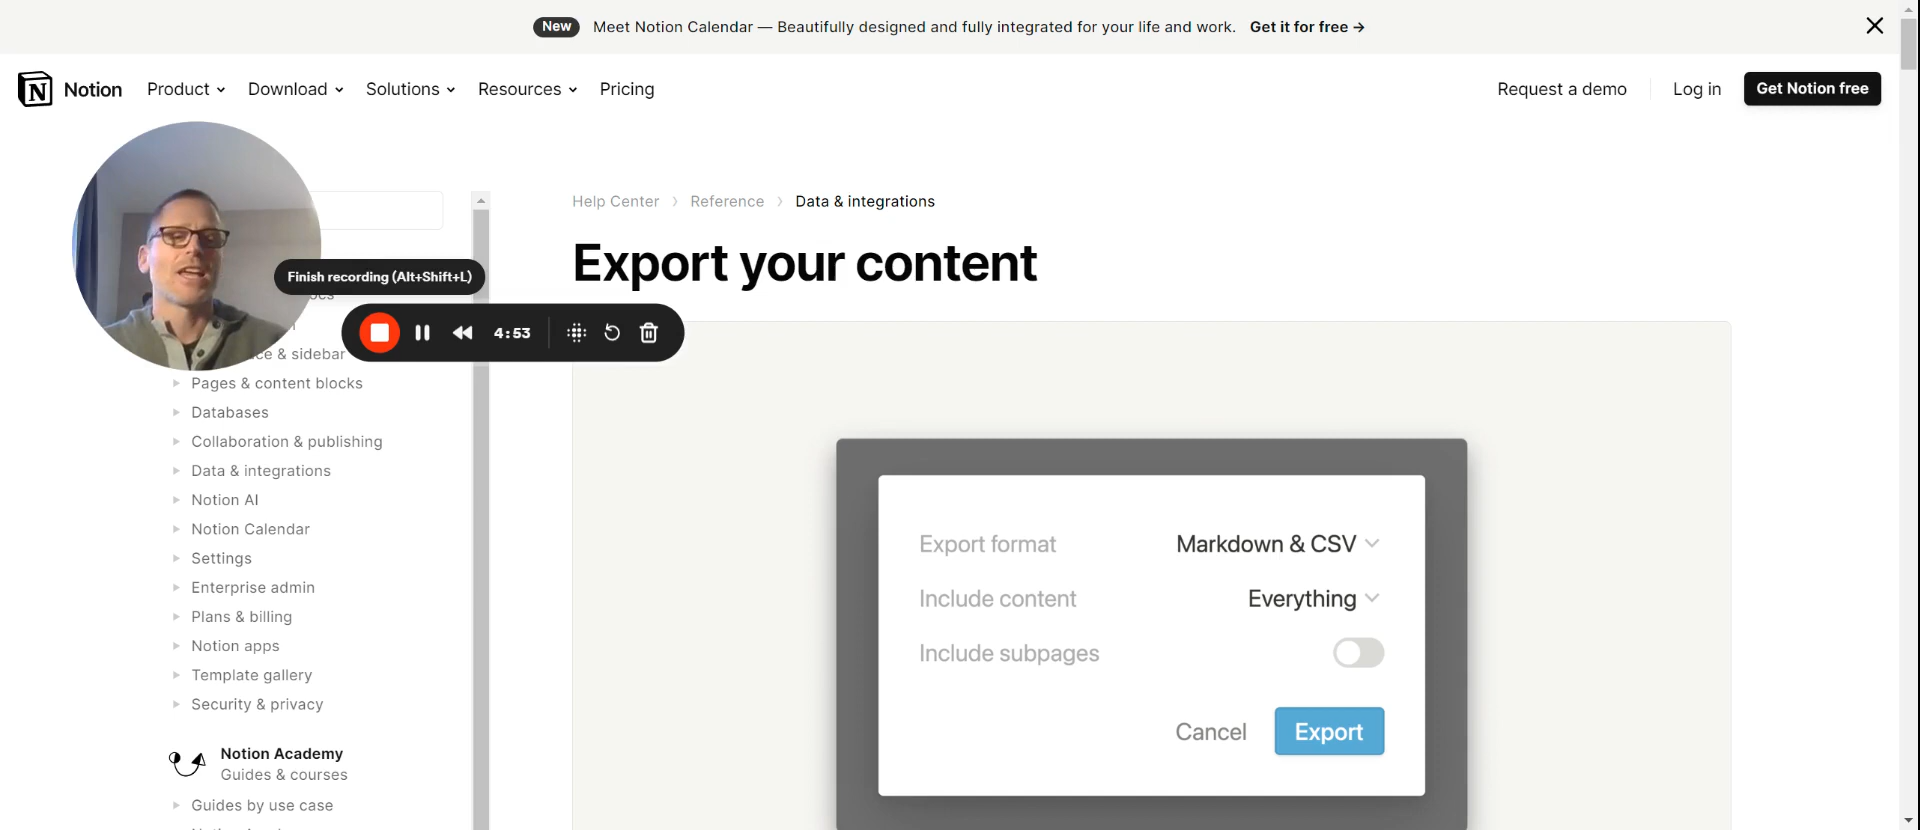 New Meet Notion Calendar — Beautifully designed and fully integrated for your life and work. Get it for free →
Notion Product Download Solutions Resources Pricing Request a demo Log in Get Notion free
Help Center > Reference > Data & integrations
Export your content
Finish recording (Alt+Shift+L)
4:53
& sidebar
Pages & content blocks
Databases
Collaboration & publishing
Data & integrations
Notion AI
Notion Calendar
Settings
Enterprise admin
Plans & billing
Notion apps
Template gallery
Security & privacy
Notion Academy
Guides & courses
Guides by use case
Export format Markdown & CSV
Include content Everything
Include subpages
Cancel Export